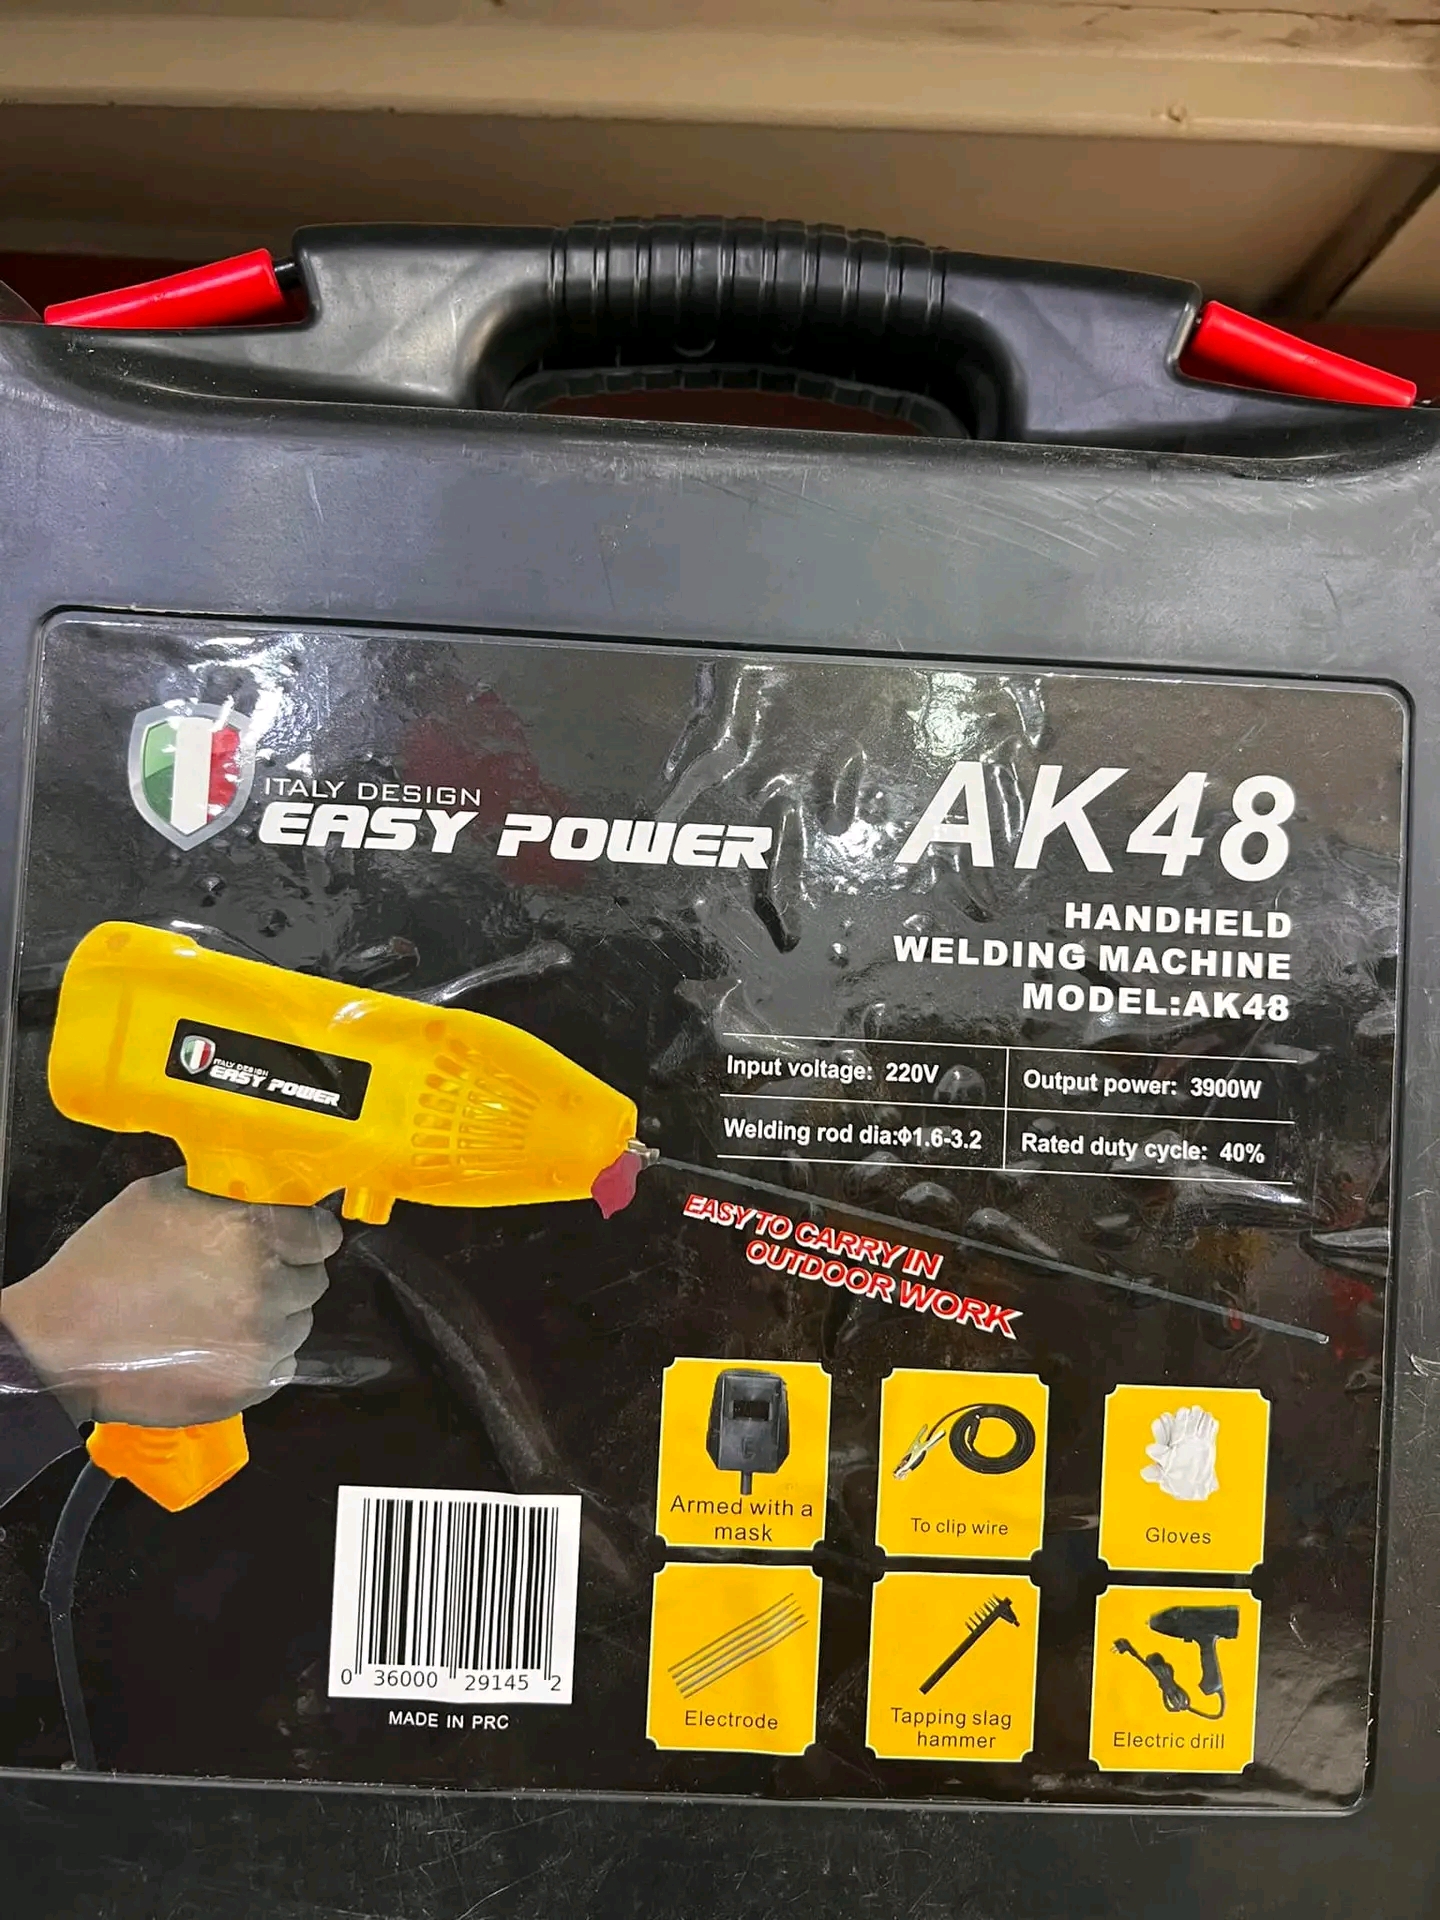 ITALY DESIGN
EASY POWER
AK48
HANDHELD
WELDING MACHINE
MODEL:AK48
ITALY DESIGN
EASY POWER
Input voltage: 220V
Output power: 3900W
Welding rod dia:Φ1.6-3.2
Rated duty cycle: 40%
EASY TO CARRY IN
OUTDOOR WORK
Armed with a
mask
To clip wire
Gloves
Electrode
Tapping slag
hammer
Electric drill
0 36000 29145 2
MADE IN PRC